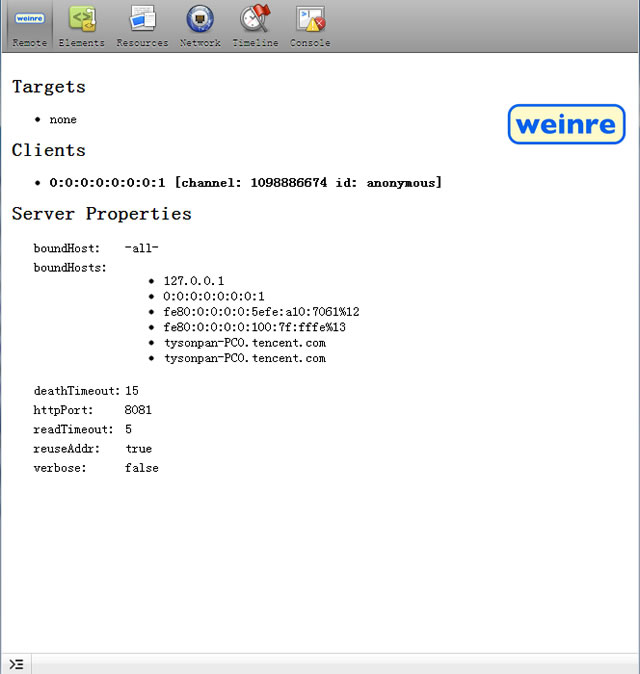 weinre
Remote Elements Resources Network Timeline Console
Targets
none
weinre
Clients
0:0:0:0:0:0:0:1 [channel: 1098886674 id: anonymous]
Server Properties
boundHost: -all-
boundHosts:
127.0.0.1
0:0:0:0:0:0:0:1
fe80:0:0:0:0:5efe:a10:7061%12
fe80:0:0:0:0:100:7f:fffe%13
tysonpan-PC0.tencent.com
tysonpan-PC0.tencent.com
deathTimeout: 15
httpPort: 8081
readTimeout: 5
reuseAddr: true
verbose: false